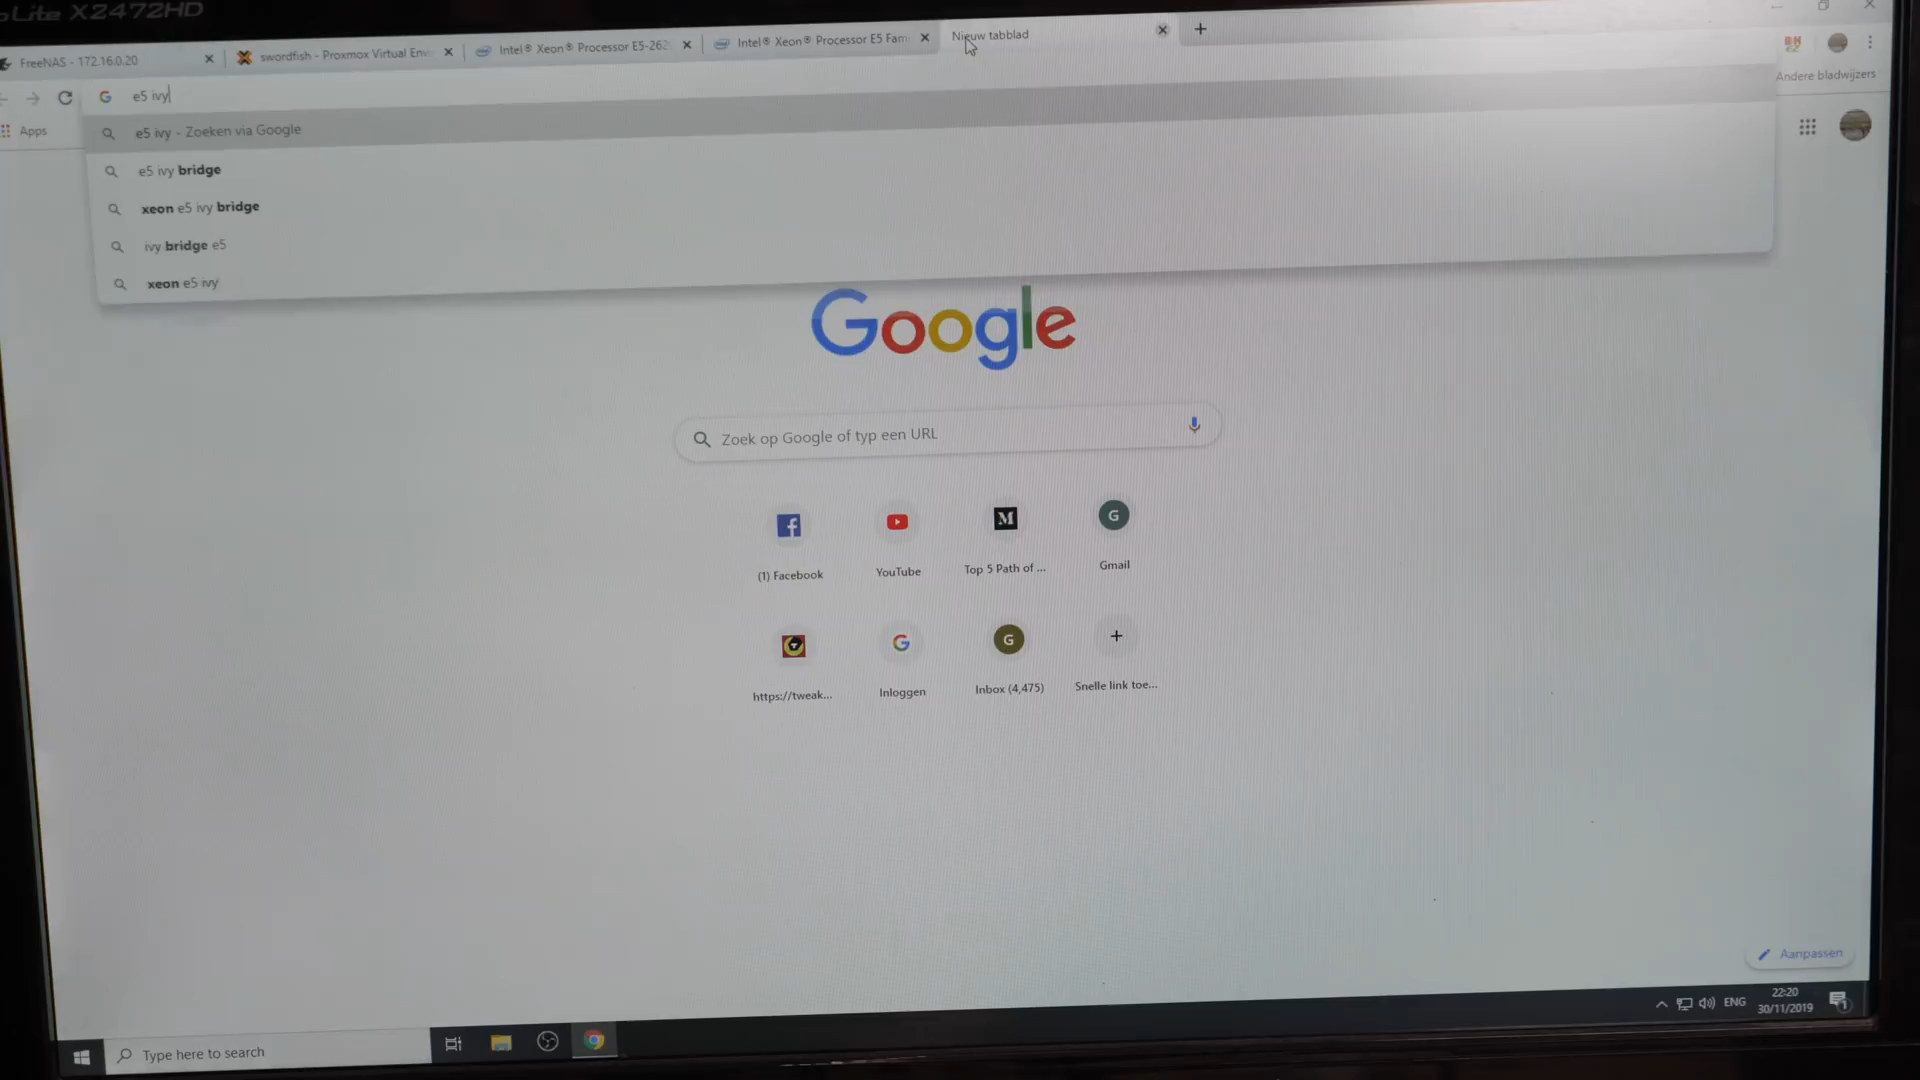 Lite X2472HD
FreeNAS - 172.16.0.20
swordfish - Proxmox Virtual Env
Intel® Xeon® Processor E5-262
Intel® Xeon® Processor E5 Fam
Nieuw tabblad
e5 ivy
Andere bladwijzers
Apps
e5 ivy - Zoeken via Google
e5 ivy bridge
xeon e5 ivy bridge
ivy bridge e5
xeon e5 ivy
Google
Zoek op Google of typ een URL
(1) Facebook
YouTube
Top 5 Path of ...
Gmail
https://tweak...
Inloggen
Inbox (4,475)
Snelle link toe...
Aanpassen
Type here to search
ENG
22:20
30/11/2019